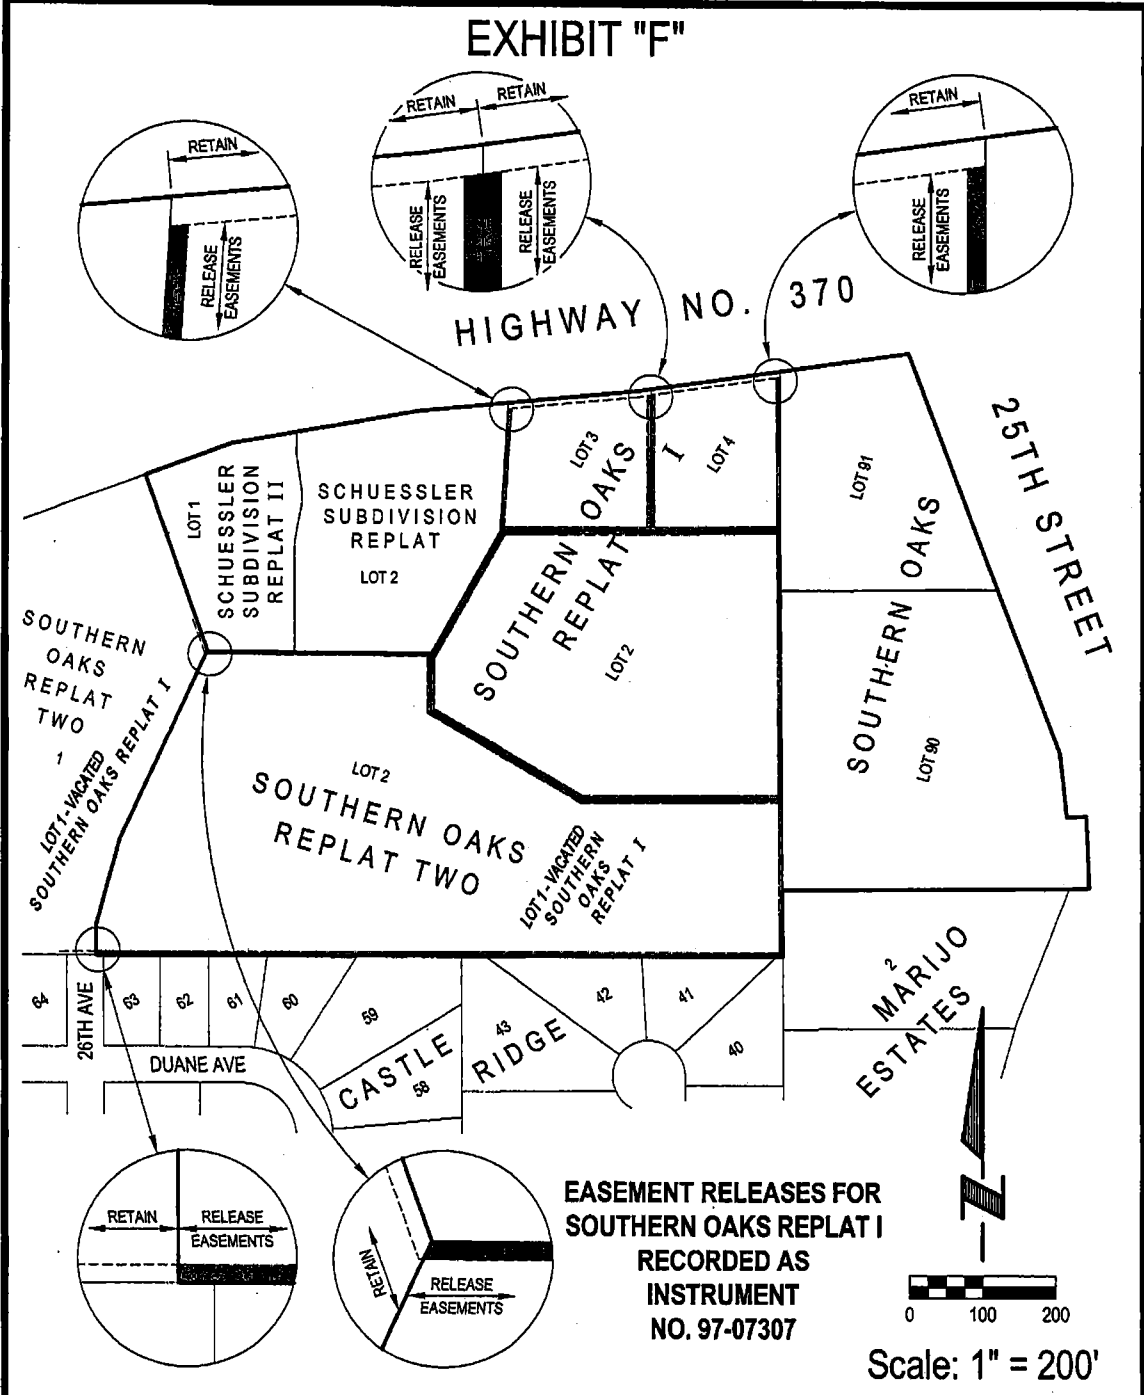 EXHIBIT "F"
RETAIN
RELEASE
EASEMENTS
RETAIN
RETAIN
RELEASE
EASEMENTS
RELEASE
EASEMENTS
RETAIN
RELEASE
EASEMENTS
HIGHWAY NO. 370
25TH STREET
LOT 1
SCHUESSLER
SUBDIVISION
REPLAT II
SCHUESSLER
SUBDIVISION
REPLAT
LOT 2
LOT 3
LOT 4
SOUTHERN OAKS
REPLAT I
LOT 2
LOT 91
SOUTHERN OAKS
LOT 90
SOUTHERN
OAKS
REPLAT
TWO
1
LOT 1-VACATED
SOUTHERN OAKS REPLAT I
LOT 2
SOUTHERN OAKS
REPLAT TWO
LOT 1-VACATED
SOUTHERN
OAKS
REPLAT I
64
26TH AVE
63
62
61
60
59
58
43
42
41
40
DUANE AVE
CASTLE RIDGE
2
MARIJO
ESTATES
RETAIN
RELEASE
EASEMENTS
RETAIN
RELEASE
EASEMENTS
EASEMENT RELEASES FOR
SOUTHERN OAKS REPLAT I
RECORDED AS
INSTRUMENT
NO. 97-07307
N
0 100 200
Scale: 1" = 200'